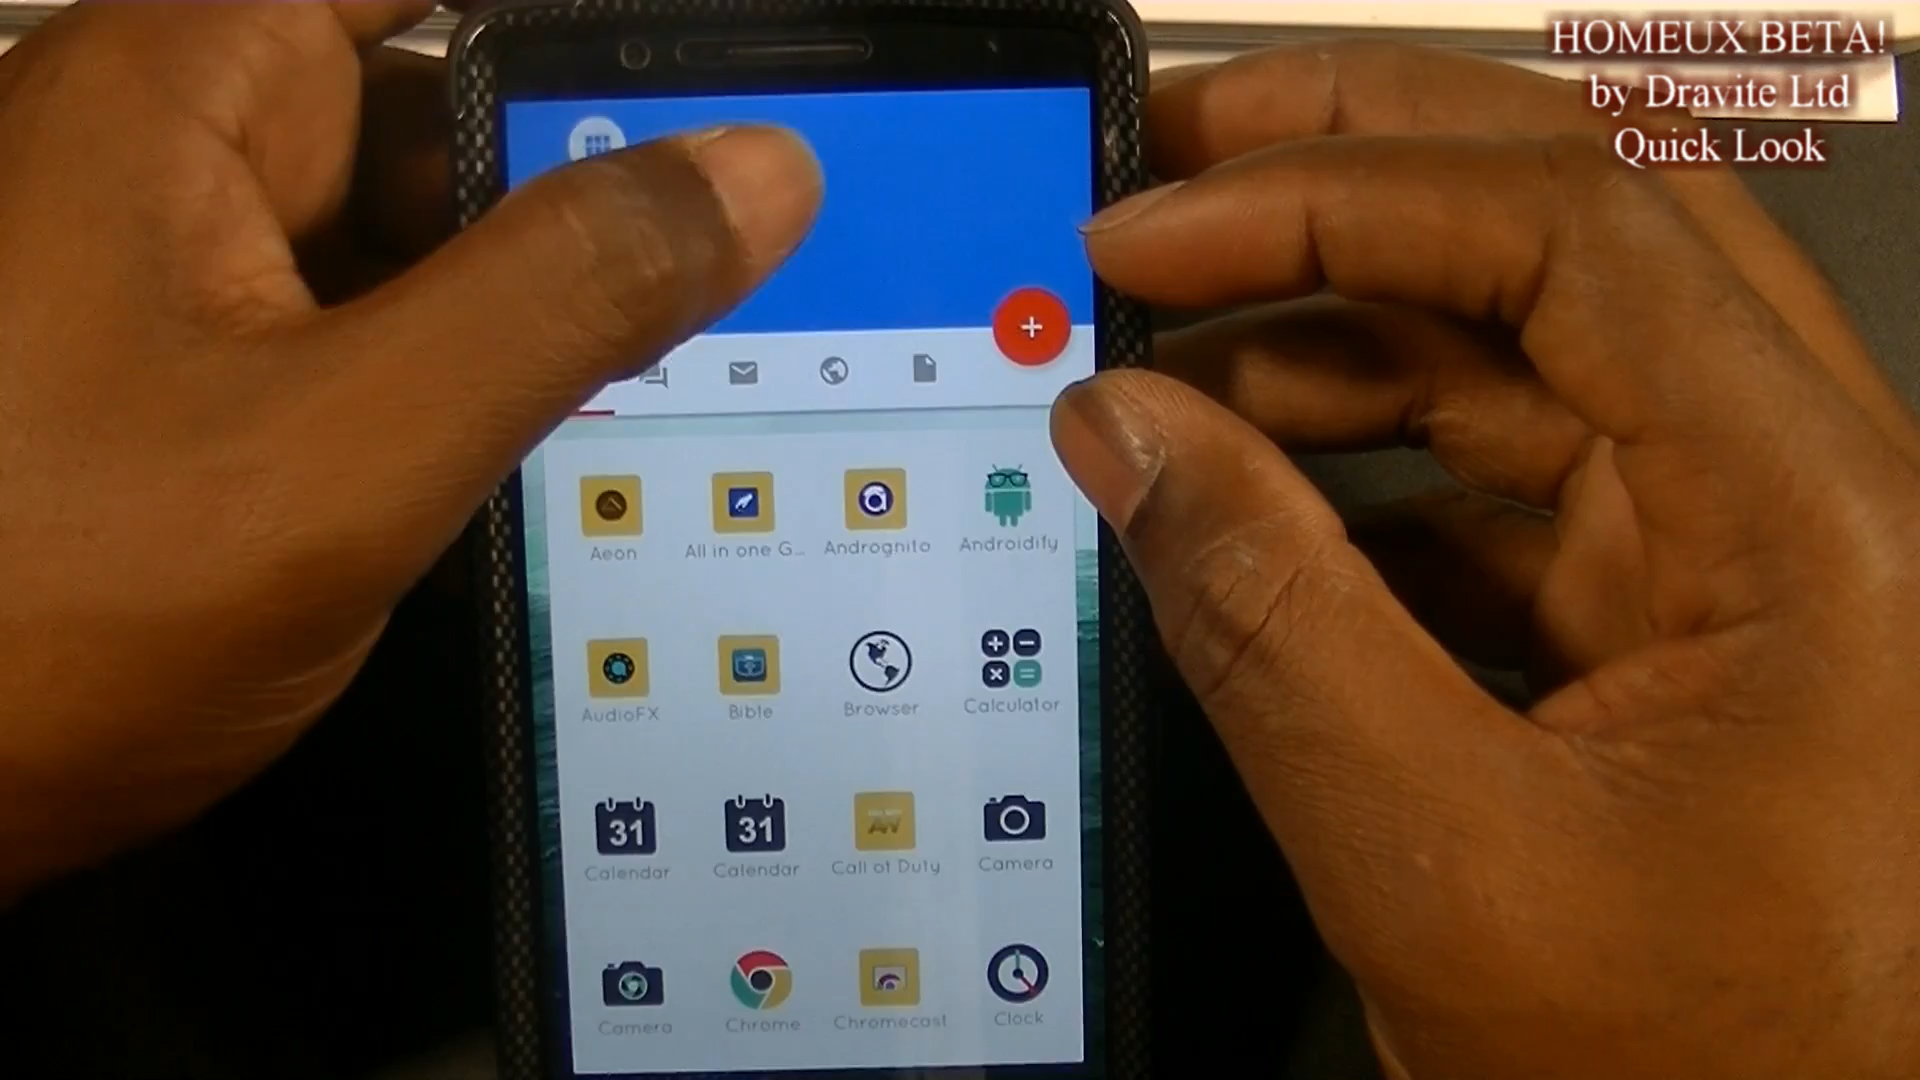 HOMEUX BETA!
by Dravite Ltd
Quick Look
Aeon
All in one G...
Andrognito
Androidify
AudioFX
Bible
Browser
Calculator
31
31
Calendar
Calendar
AW
Call of Duty
Camera
Camera
Chrome
Chromecast
Clock